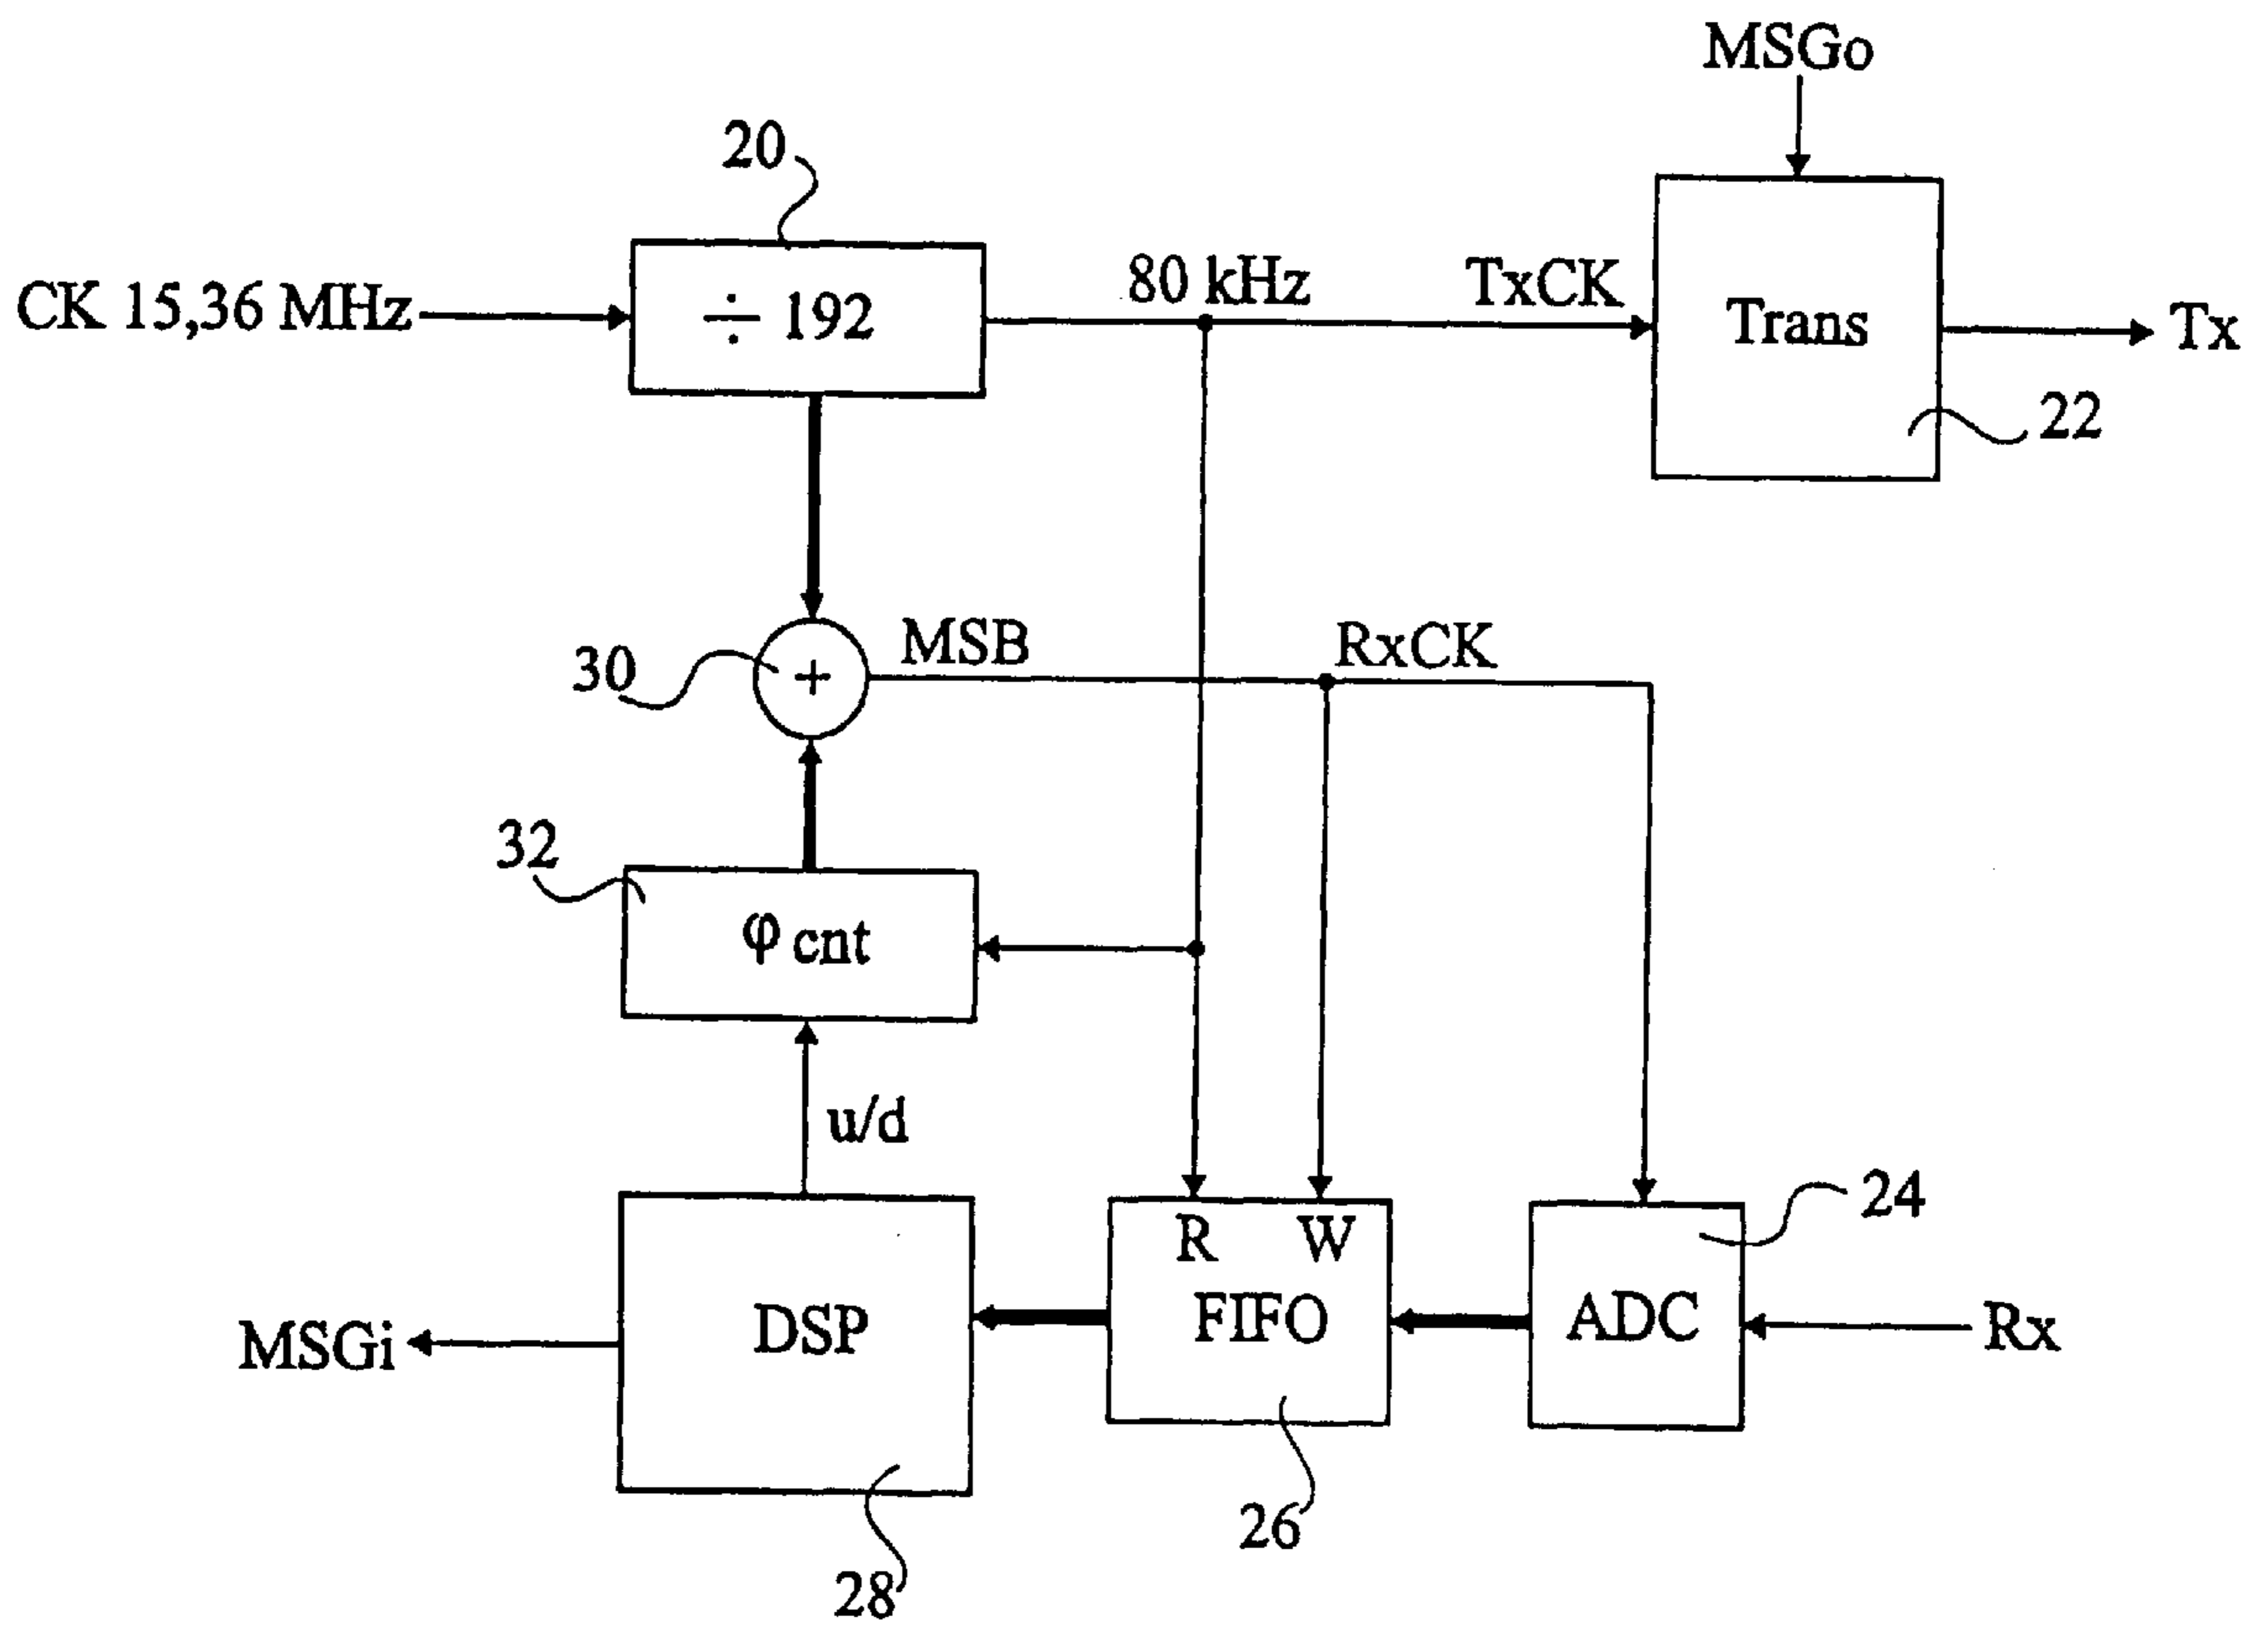 MSGo
20
CK 15,36 MHz
÷ 192
80 kHz
TxCK
Trans
Tx
22
30
+
MSB
RxCK
32
φcnt
u/d
24
R W
MSGi
DSP
FIFO
ADC
Rx
26
28